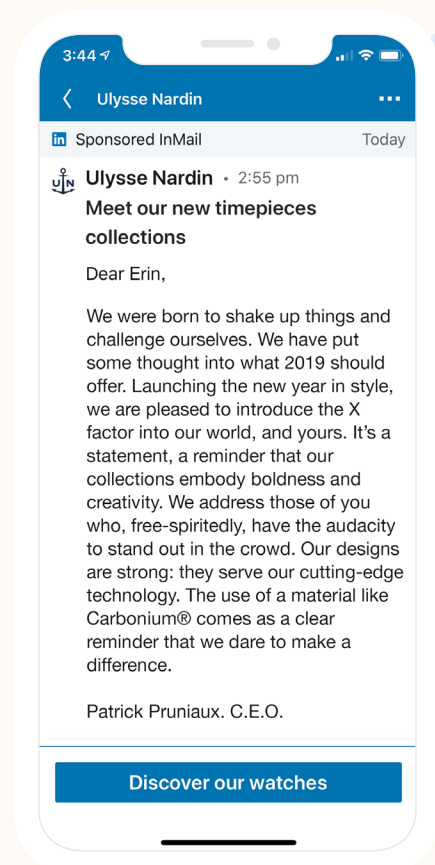 3:44
Ulysse Nardin
in Sponsored InMail Today
UN Ulysse Nardin • 2:55 pm
Meet our new timepieces
collections
Dear Erin,
We were born to shake up things and
challenge ourselves. We have put
some thought into what 2019 should
offer. Launching the new year in style,
we are pleased to introduce the X
factor into our world, and yours. It’s a
statement, a reminder that our
collections embody boldness and
creativity. We address those of you
who, free-spiritedly, have the audacity
to stand out in the crowd. Our designs
are strong: they serve our cutting-edge
technology. The use of a material like
Carbonium® comes as a clear
reminder that we dare to make a
difference.
Patrick Pruniaux. C.E.O.
Discover our watches